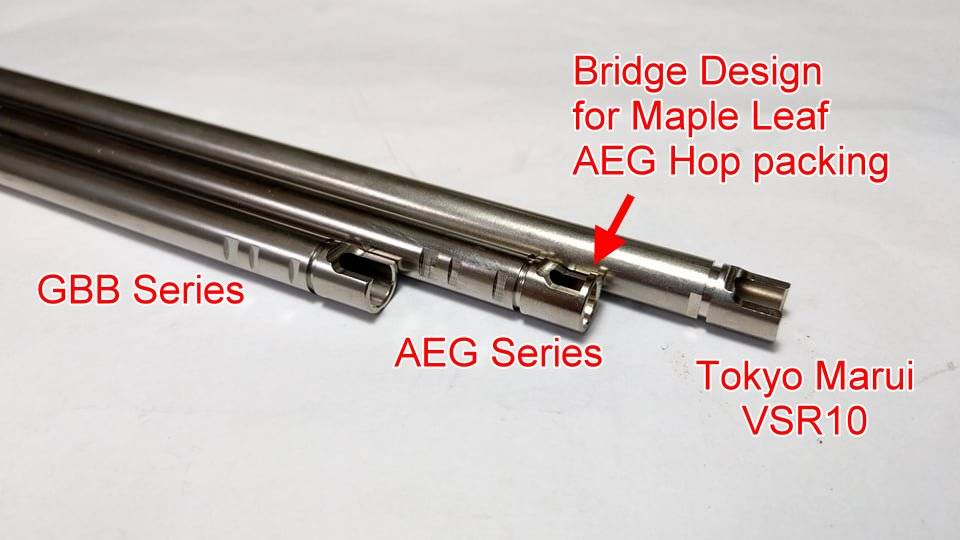 Bridge Design
for Maple Leaf
AEG Hop packing
GBB Series
AEG Series
Tokyo Marui
VSR10